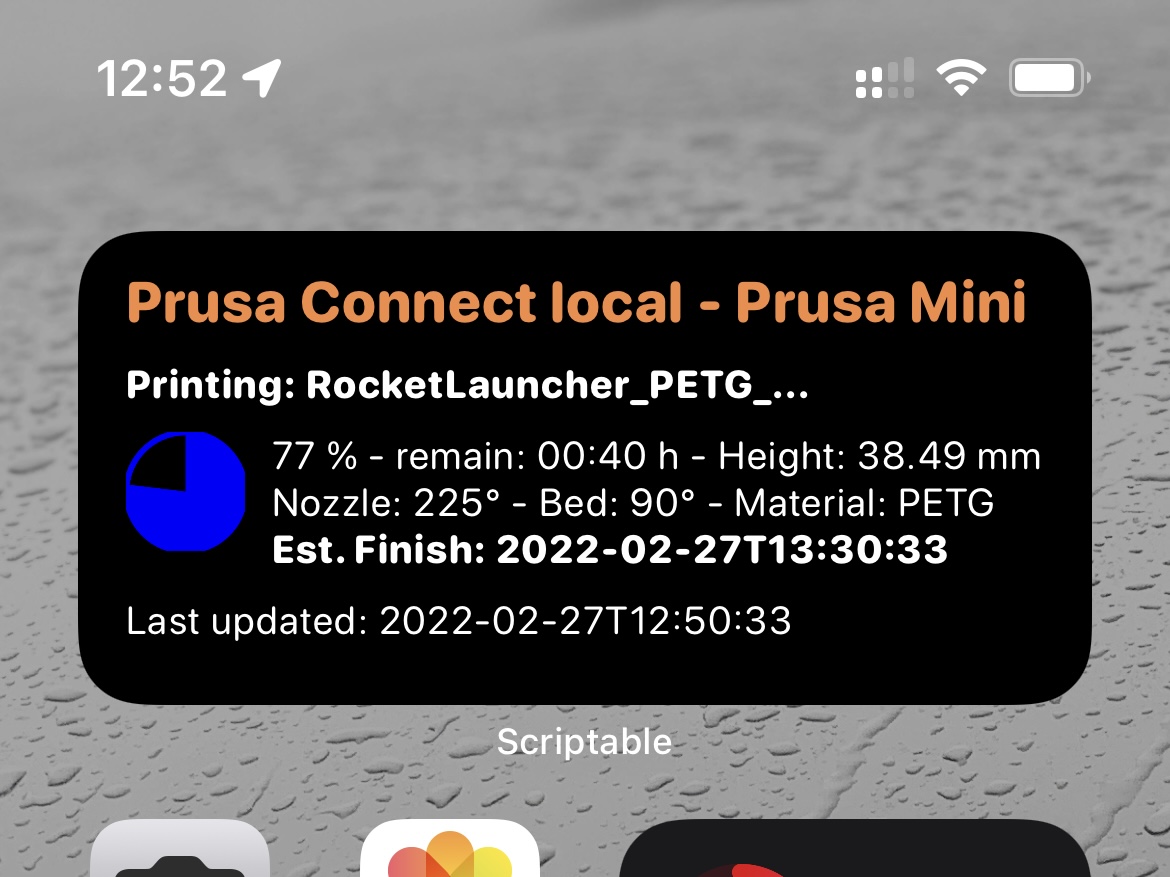 12:52
Prusa Connect local - Prusa Mini
Printing: RocketLauncher_PETG_...
77 % - remain: 00:40 h - Height: 38.49 mm
Nozzle: 225° - Bed: 90° - Material: PETG
Est. Finish: 2022-02-27T13:30:33
Last updated: 2022-02-27T12:50:33
Scriptable